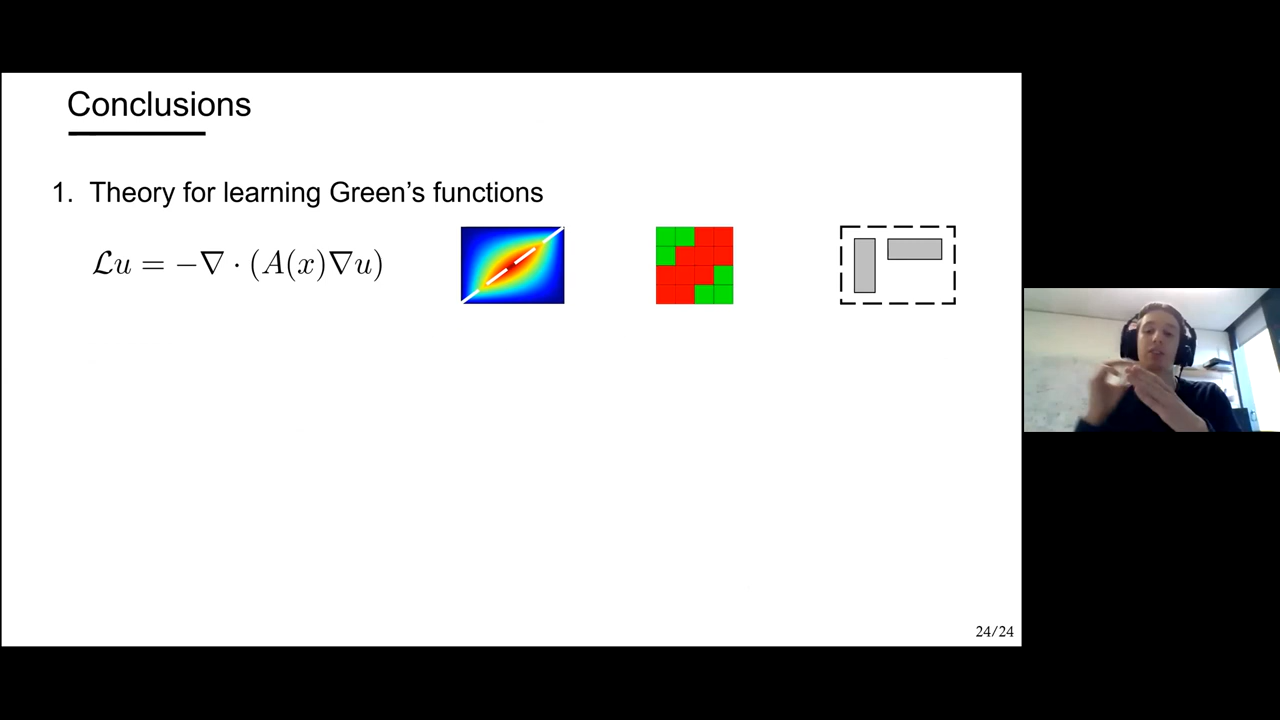 Conclusions
1. Theory for learning Green’s functions
ℒu = −∇ · (A(x)∇u)
24/24